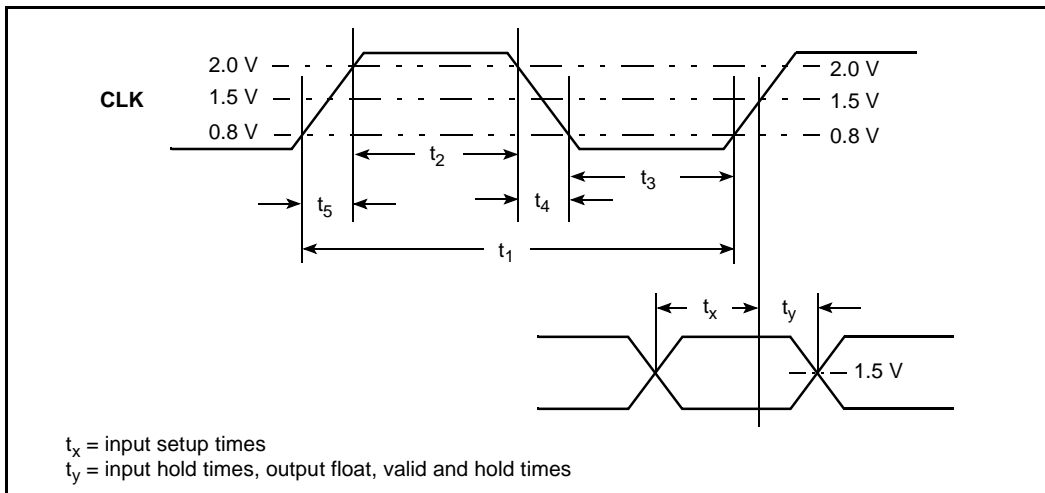 2.0 V 2.0 V
CLK 1.5 V 1.5 V
0.8 V 0.8 V
t2
t3
t5 t4
t1
tx ty
1.5 V
tx = input setup times
ty = input hold times, output float, valid and hold times